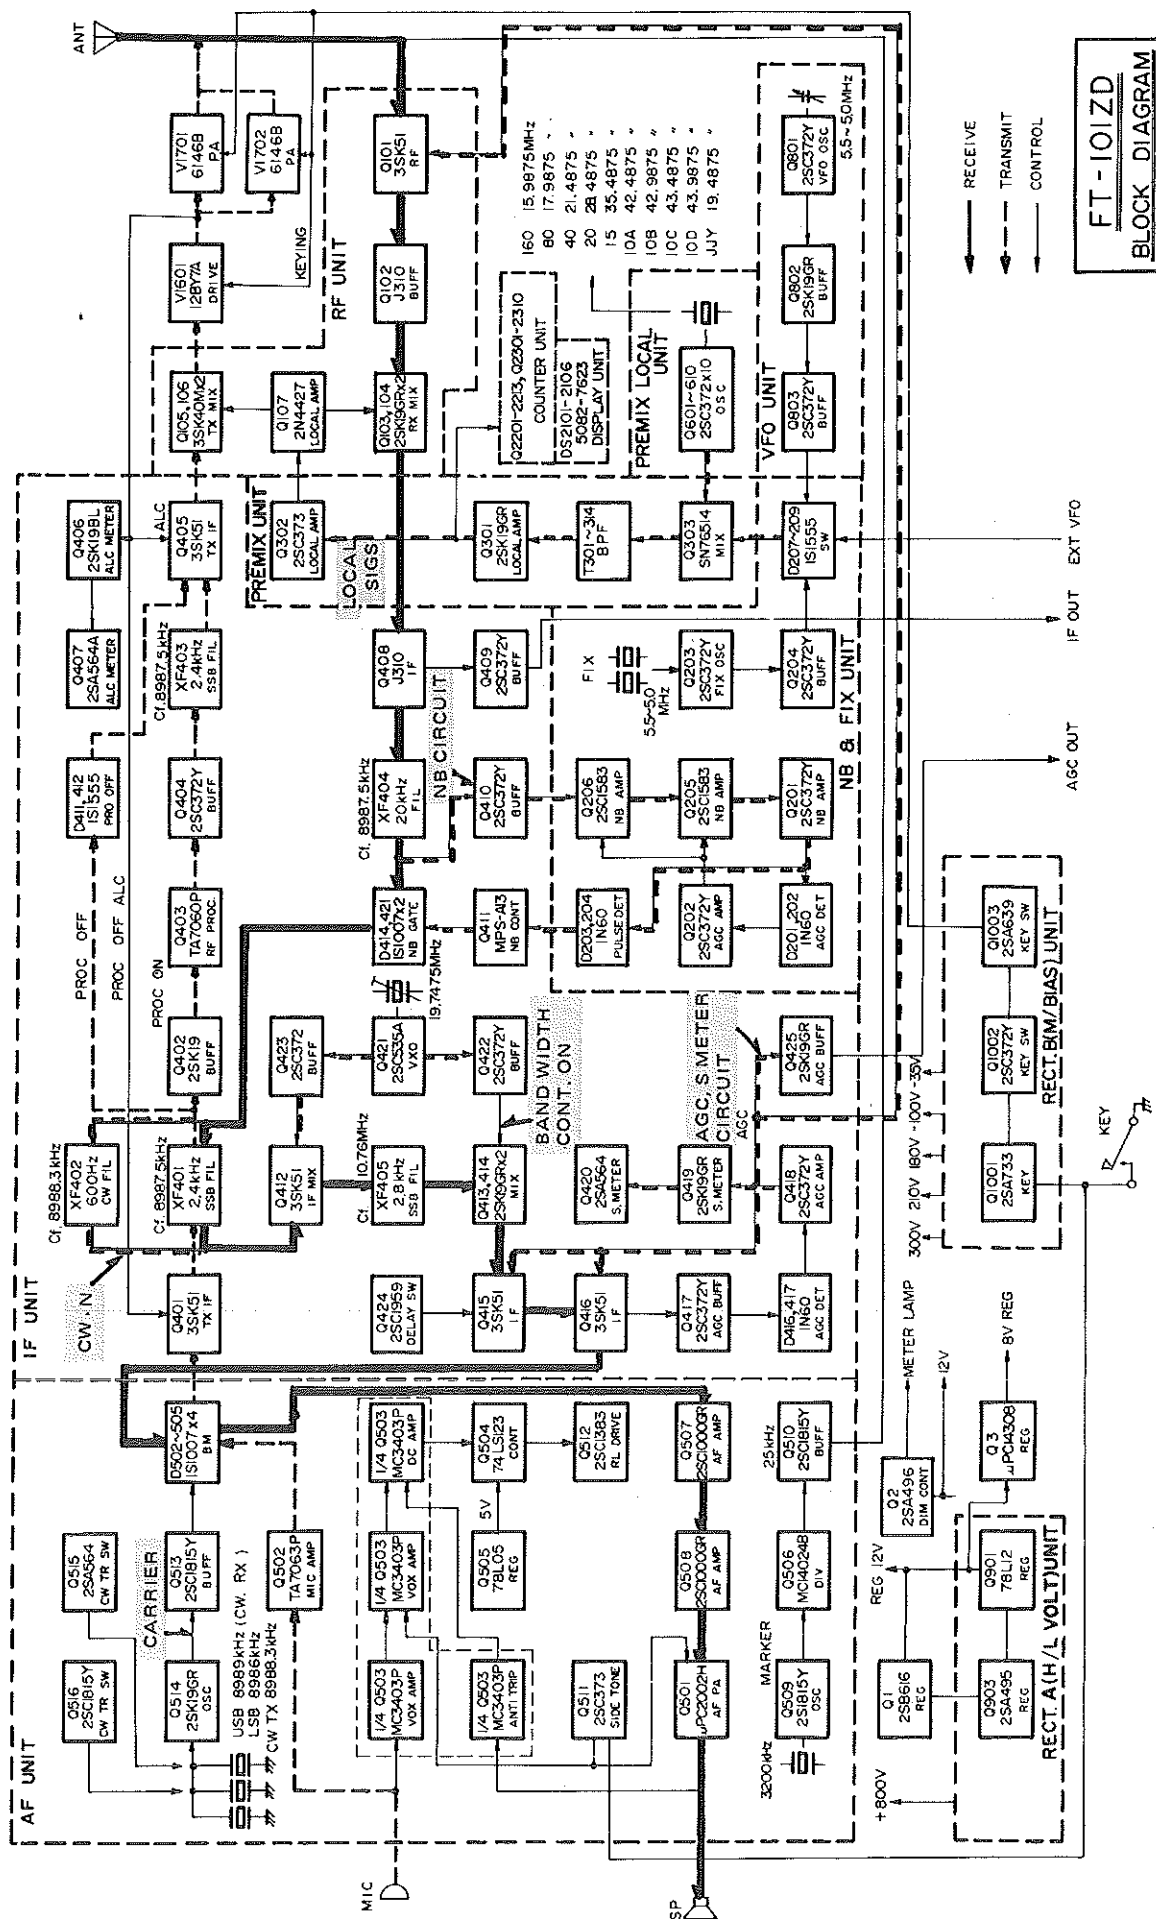 AF UNIT
IF UNIT
ANT
Q516
2SC1815Y
CW TR SW
Q515
2SA564
CW TR SW
CW N
Cf. 8988.3kHz
XF402
600Hz
CW FIL
PROC OFF
D411, 412
1S1555
PRO OFF
Q407
2SA564A
ALC METER
Q406
2SK19BL
ALC METER
PROC OFF ALC
CARRIER
Q514
2SK19GR
OSC
Q513
2SC1815Y
BUFF
D502~505
1S1007x4
BM
Q401
3SK51
TX IF
Cf. 8987.5kHz
XF401
2.4kHz
SSB FIL
PROC ON
Q402
2SK19
BUFF
Q403
TA7060P
RF PROC.
Q404
2SC372Y
BUFF
Cf. 8987.5kHz
XF403
2.4kHz
SSB FIL
ALC
Q405
3SK51
TX IF
Q105, 106
3SK40Mx2
TX MIX
V1601
12BY7A
DRIVE
V1701
6146B
PA
V1702
6146B
PA
USB 8989kHz (CW. RX)
LSB 8986kHz
CW TX 8988.3kHz
Q502
TA7063P
MIC AMP
Q412
3SK51
IF MIX
Q423
2SC372
BUFF
PREMIX UNIT
Q302
2SC373
LOCAL AMP
Q107
2N4427
LOCAL AMP
KEYING
RF UNIT
LOCAL
SIGS
MIC
1/4 Q503
MC3403P
VOX AMP
1/4 Q503
MC3403P
VOX AMP
1/4 Q503
MC3403P
DC AMP
Q424
2SC1959
DELAY SW
Cf. 10.76MHz
XF405
2.8kHz
SSB FIL
Q421
2SC535A
VXO
19.7475MHz
D414, 421
1S1007x2
NB GATE
Cf. 8987.5kHz
XF404
20kHz
FIL
Q408
J310
IF
Q103, 104
2SK19GRx2
RX MIX
Q102
J310
BUFF
Q101
3SK51
RF
NB CIRCUIT
1/4 Q503
MC3403P
ANTI TRIP
5V
Q505
78L05
REG
Q504
74LS123
CONT
Q415
3SK51
IF
Q413, 414
2SK19GRx2
MIX
Q422
2SC372Y
BUFF
Q411
MPS-A13
NB CONT
Q410
2SC372Y
BUFF
Q409
2SC372Y
BUFF
Q301
2SK19GR
LOCAL AMP
Q2201-2213, Q2301-2310
COUNTER UNIT
DS2101-2106
5082-7623
DISPLAY UNIT
BAND WIDTH
CONT. ON
160 15.9875MHz
80 17.9875 "
40 21.4875 "
20 28.4875 "
15 35.4875 "
10A 42.4875 "
10B 42.9875 "
10C 43.4875 "
10D 43.9875 "
JJY 19.4875 "
Q511
2SC373
SIDE TONE
Q512
2SC1383
RL DRIVE
Q416
3SK51
IF
Q420
2SA564
S.METER
D203, 204
1N60
PULSE DET
Q206
2SC1583
NB AMP
FIX
5.5~5.0
MHz
T301~314
BPF
PREMIX LOCAL
UNIT
SP
Q501
μPC2002H
AF PA
Q508
2SC1000GR
AF AMP
Q507
2SC1000GR
AF AMP
Q417
2SC372Y
AGC BUFF
Q419
2SK19GR
S.METER
AGC, S METER
CIRCUIT
AGC
Q202
2SC372Y
AGC AMP
Q205
2SC1583
NB AMP
Q203
2SC372Y
FIX OSC
Q303
SN76514
MIX
Q601~610
2SC372x10
OSC
VFO UNIT
MARKER
3200kHz
Q509
2S1815Y
OSC
Q506
MC14024B
DIV
25kHz
Q510
2SC1815Y
BUFF
D416, 417
1N60
AGC DET
Q418
2SC372Y
AGC AMP
Q425
2SK19GR
AGC BUFF
D201, 202
1N60
AGC DET
Q201
2SC372Y
NB AMP
Q204
2SC372Y
BUFF
D207~209
1S1555
SW
Q803
2SC372Y
BUFF
Q802
2SK19GR
BUFF
Q801
2SC372Y
VFO OSC
5.5~5.0MHz
NB & FIX UNIT
+800V
Q1
2SB616
REG
REG 12V
Q2
2SA496
DIM CONT
METER LAMP
12V
300V 210V 180V -100V -35V
Q903
2SA495
REG
Q901
78L12
REG
Q3
μPC14308
REG
8V REG
Q1001
2SA733
KEY
Q1002
2SC372Y
KEY SW
Q1003
2SA639
KEY SW
RECT. A (H/L VOLT) UNIT
RECT. B(M/BIAS) UNIT
KEY
AGC OUT
IF OUT
EXT VFO
RECEIVE
TRANSMIT
CONTROL
FT-101ZD
BLOCK DIAGRAM